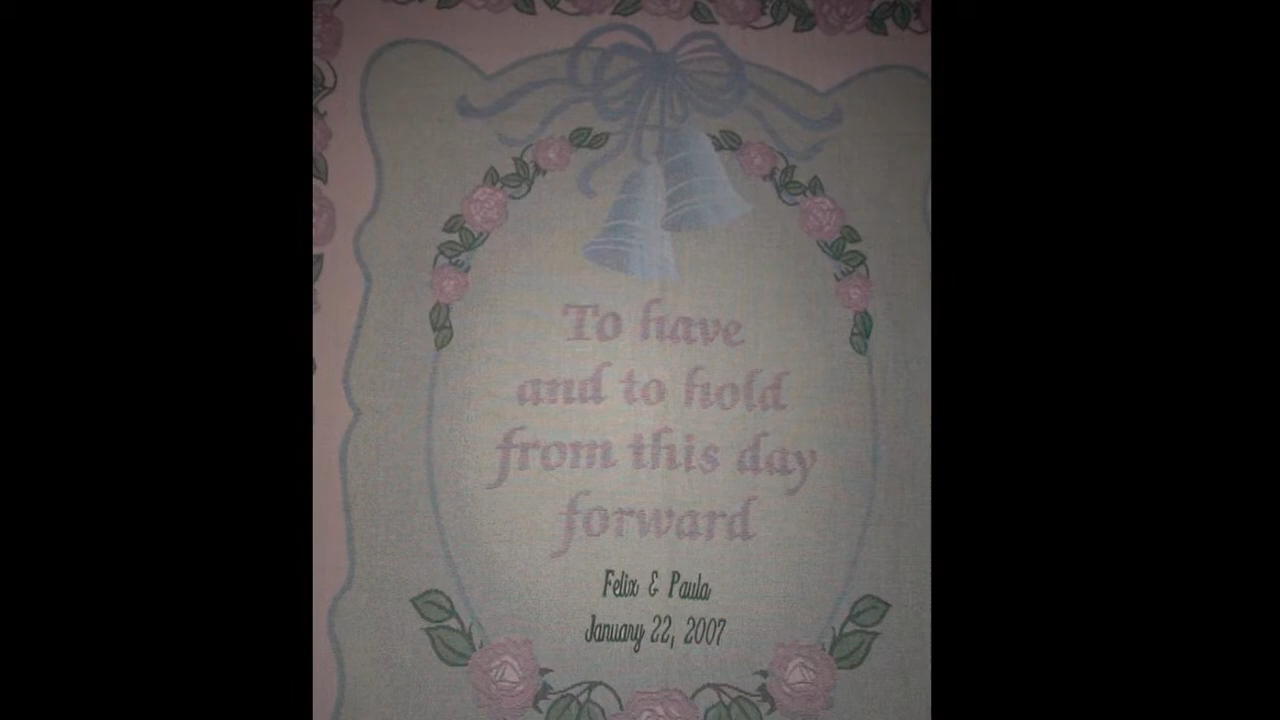 To have
and to hold
from this day
forward
Felix & Paula
January 22, 2007